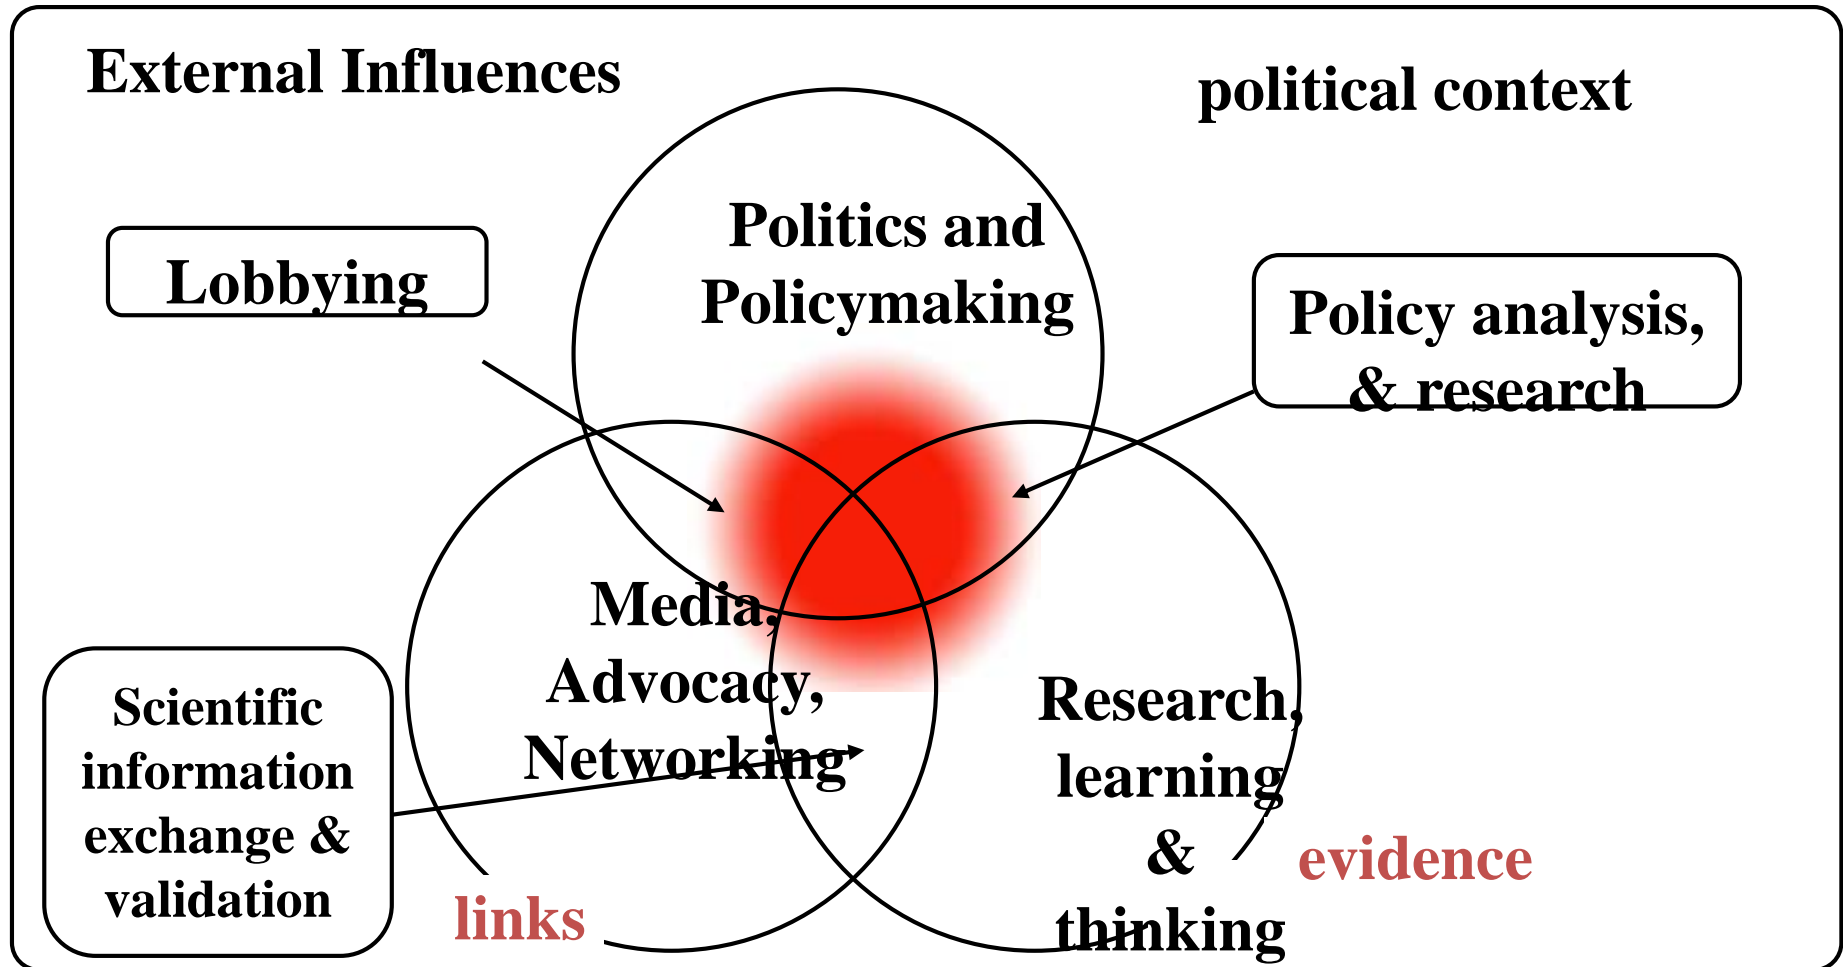 External Influences
political context
Politics and
Policymaking
Lobbying
Policy analysis,
& research
Media,
Advocacy,
Networking
Scientific
information
exchange &
validation
Research,
learning
&
thinking
evidence
links